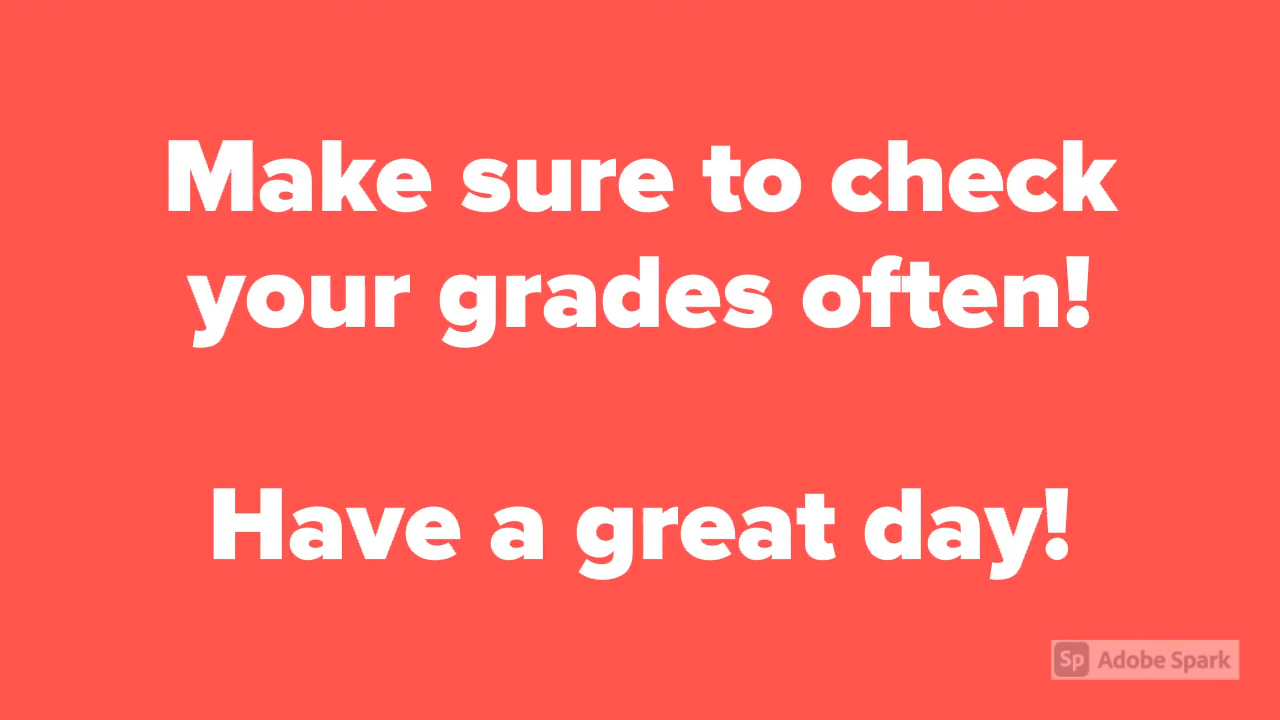 Make sure to check
your grades often!
Have a great day!
Sp Adobe Spark